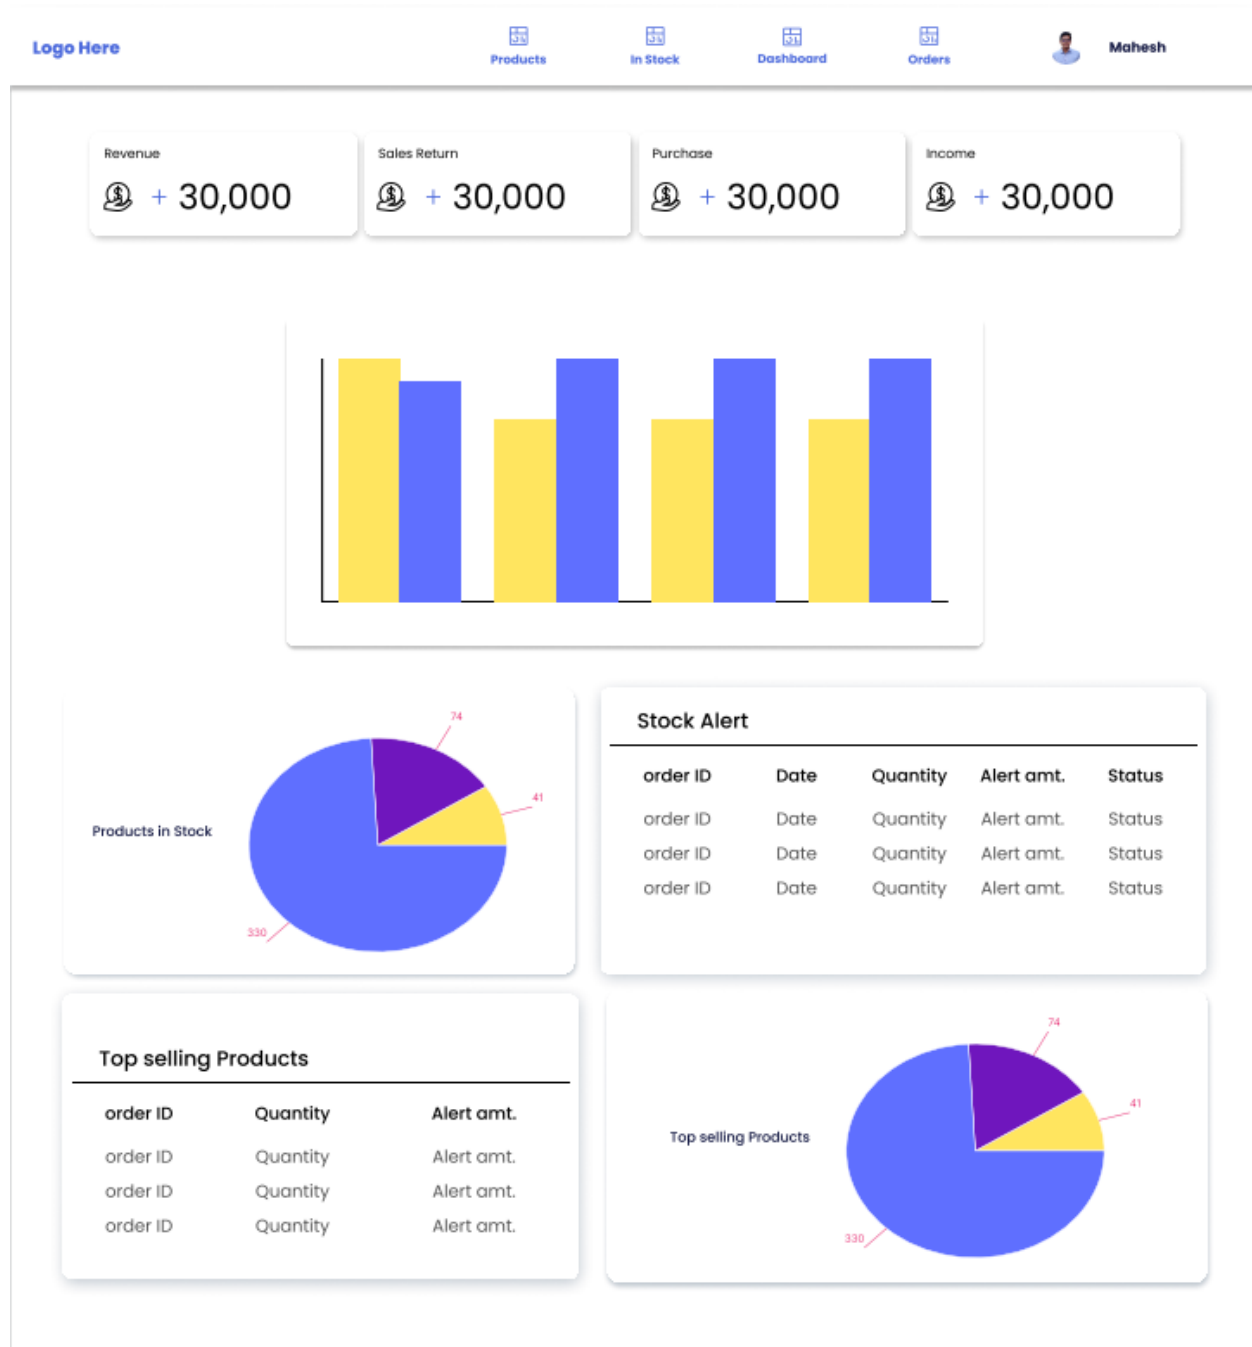 Logo Here
Products
In Stock
Dashboard
Orders
Mahesh
Revenue
+ 30,000
Sales Return
+ 30,000
Purchase
+ 30,000
Income
+ 30,000
74
41
Products in Stock
330
Stock Alert
order ID Date Quantity Alert amt. Status
order ID Date Quantity Alert amt. Status
order ID Date Quantity Alert amt. Status
order ID Date Quantity Alert amt. Status
Top selling Products
order ID Quantity Alert amt.
order ID Quantity Alert amt.
order ID Quantity Alert amt.
order ID Quantity Alert amt.
74
41
Top selling Products
330